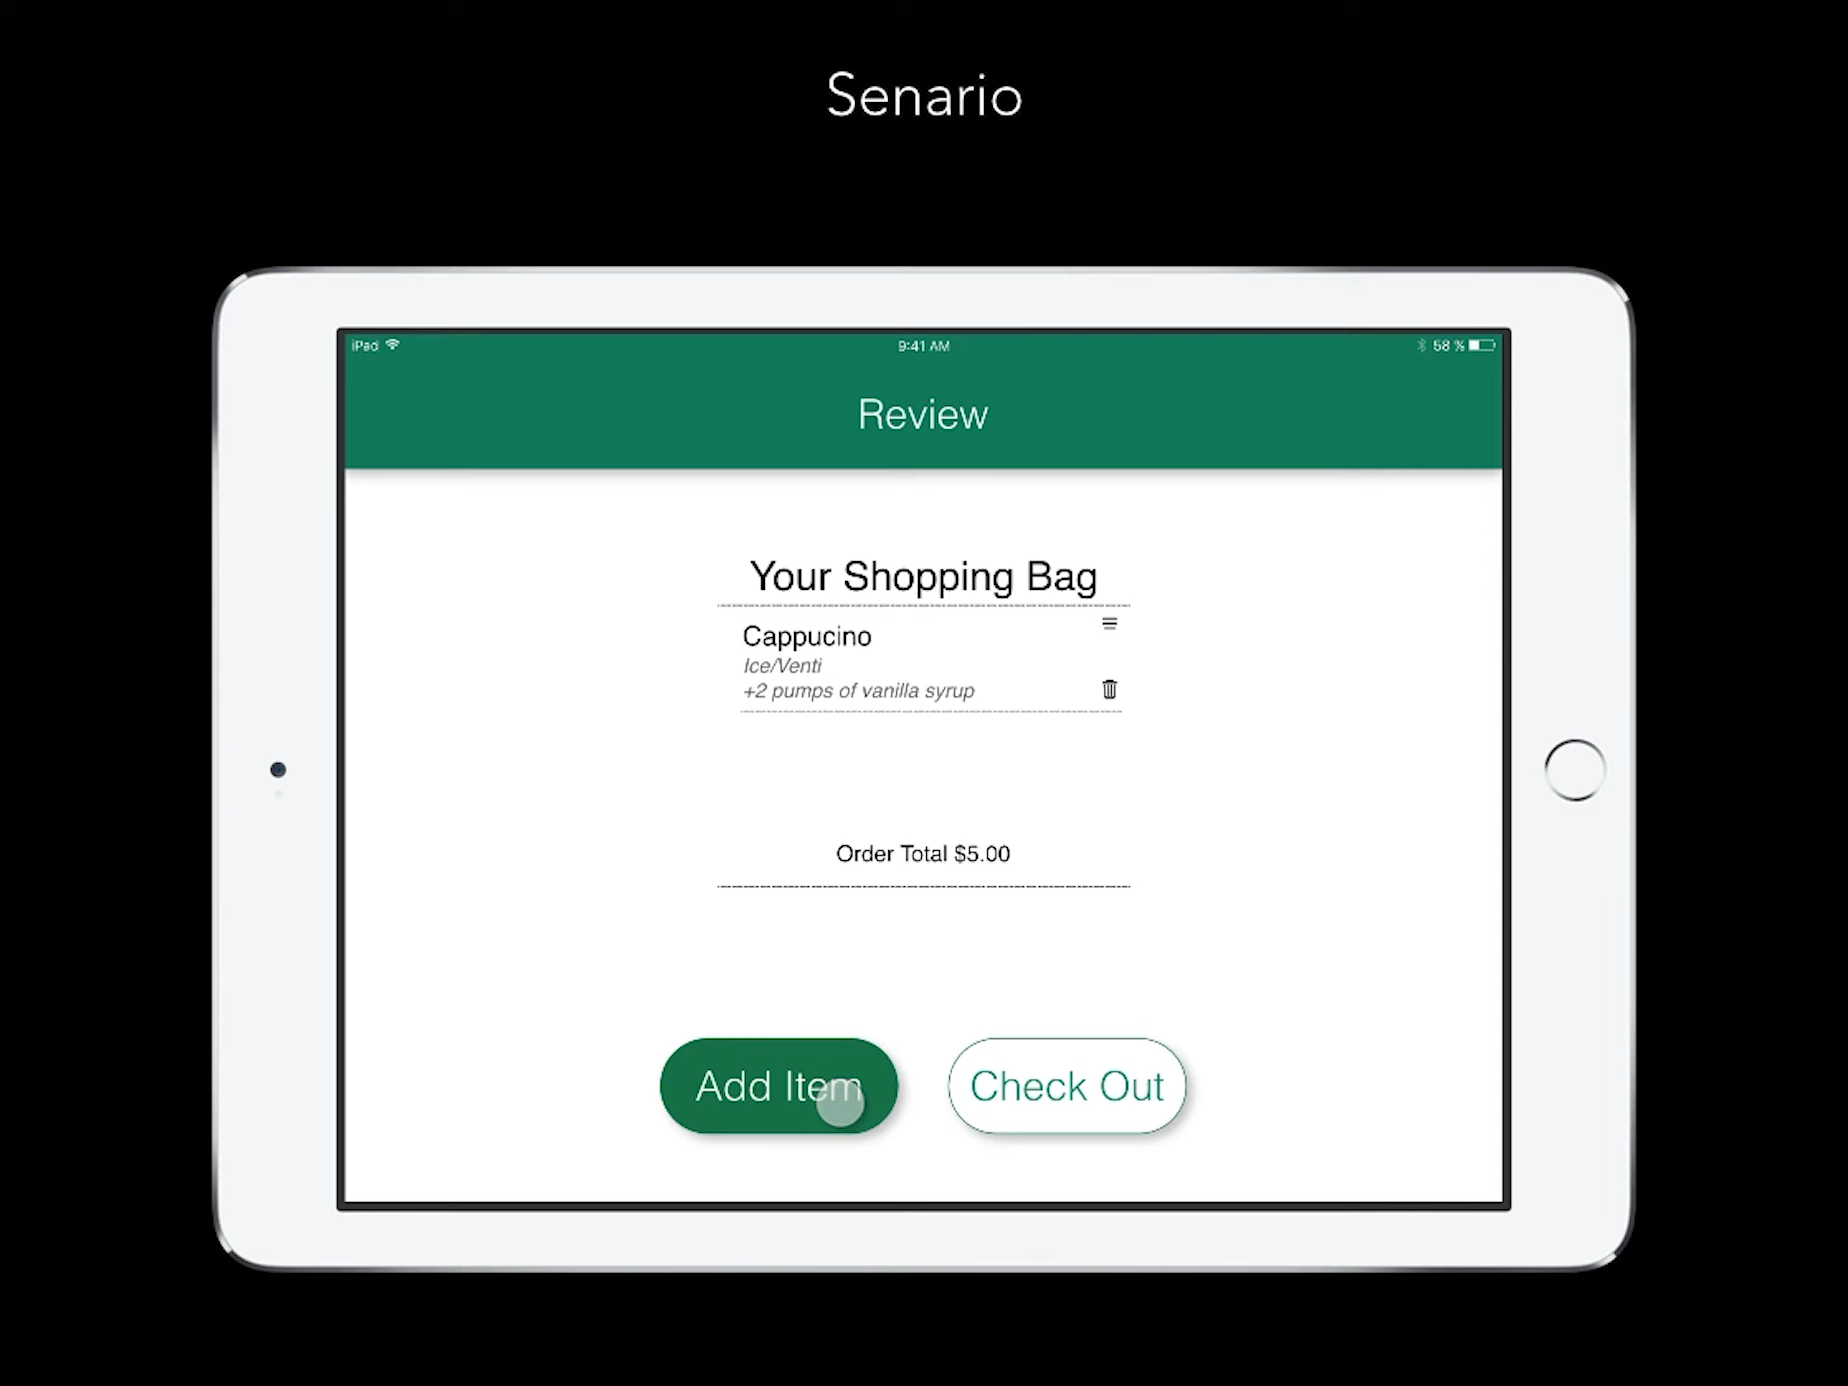 Senario
iPad 9:41 AM 58 %
Review
Your Shopping Bag
Cappucino
Ice/Venti
+2 pumps of vanilla syrup
Order Total $5.00
Add Item Check Out